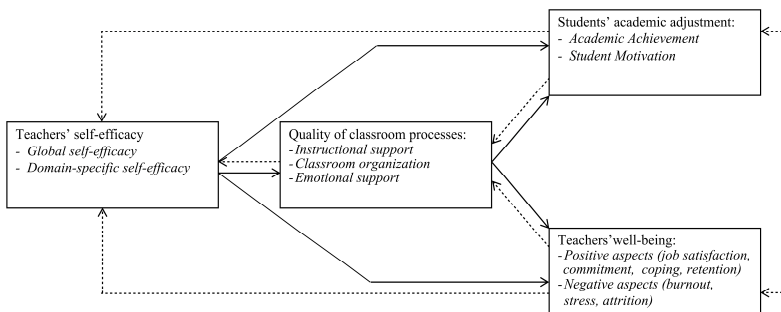 Students' academic adjustment:
- Academic Achievement
- Student Motivation
Teachers' self-efficacy
- Global self-efficacy
- Domain-specific self-efficacy
Quality of classroom processes:
-Instructional support
-Classroom organization
-Emotional support
Teachers'well-being:
-Positive aspects (job satisfaction,
commitment, coping, retention)
-Negative aspects (burnout,
stress, attrition)